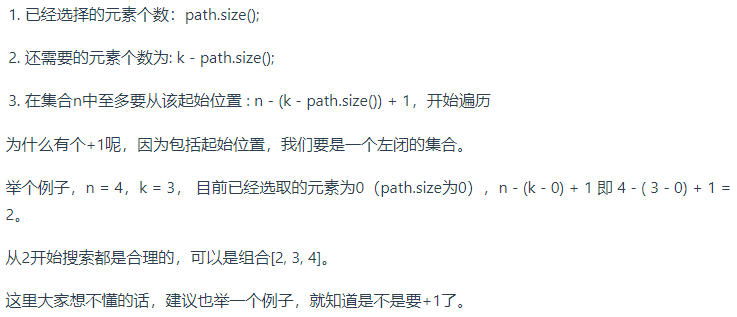 1. 已经选择的元素个数：path.size();
2. 还需要的元素个数为: k - path.size();
3. 在集合n中至多要从该起始位置 : n - (k - path.size()) + 1，开始遍历
为什么有个+1呢，因为包括起始位置，我们要是一个左闭的集合。
举个例子，n = 4，k = 3， 目前已经选取的元素为0（path.size为0），n - (k - 0) + 1 即 4 - ( 3 - 0) + 1 =
2。
从2开始搜索都是合理的，可以是组合[2, 3, 4]。
这里大家想不懂的话，建议也举一个例子，就知道是不是要+1了。